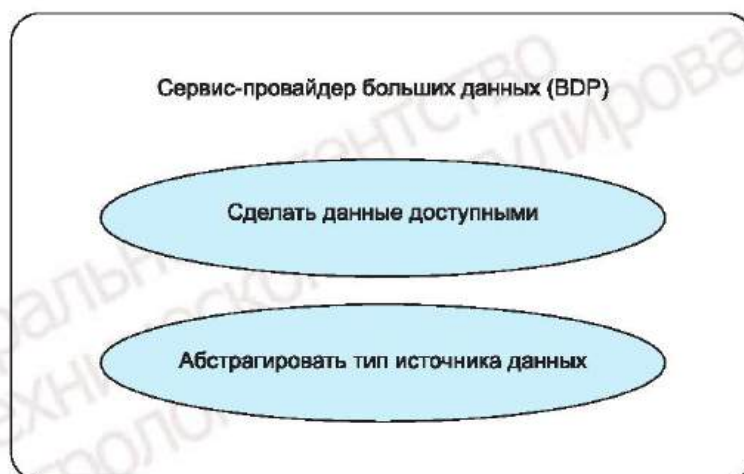 Сервис-провайдер больших данных (BDP)
Сделать данные доступными
Абстрагировать тип источника данных